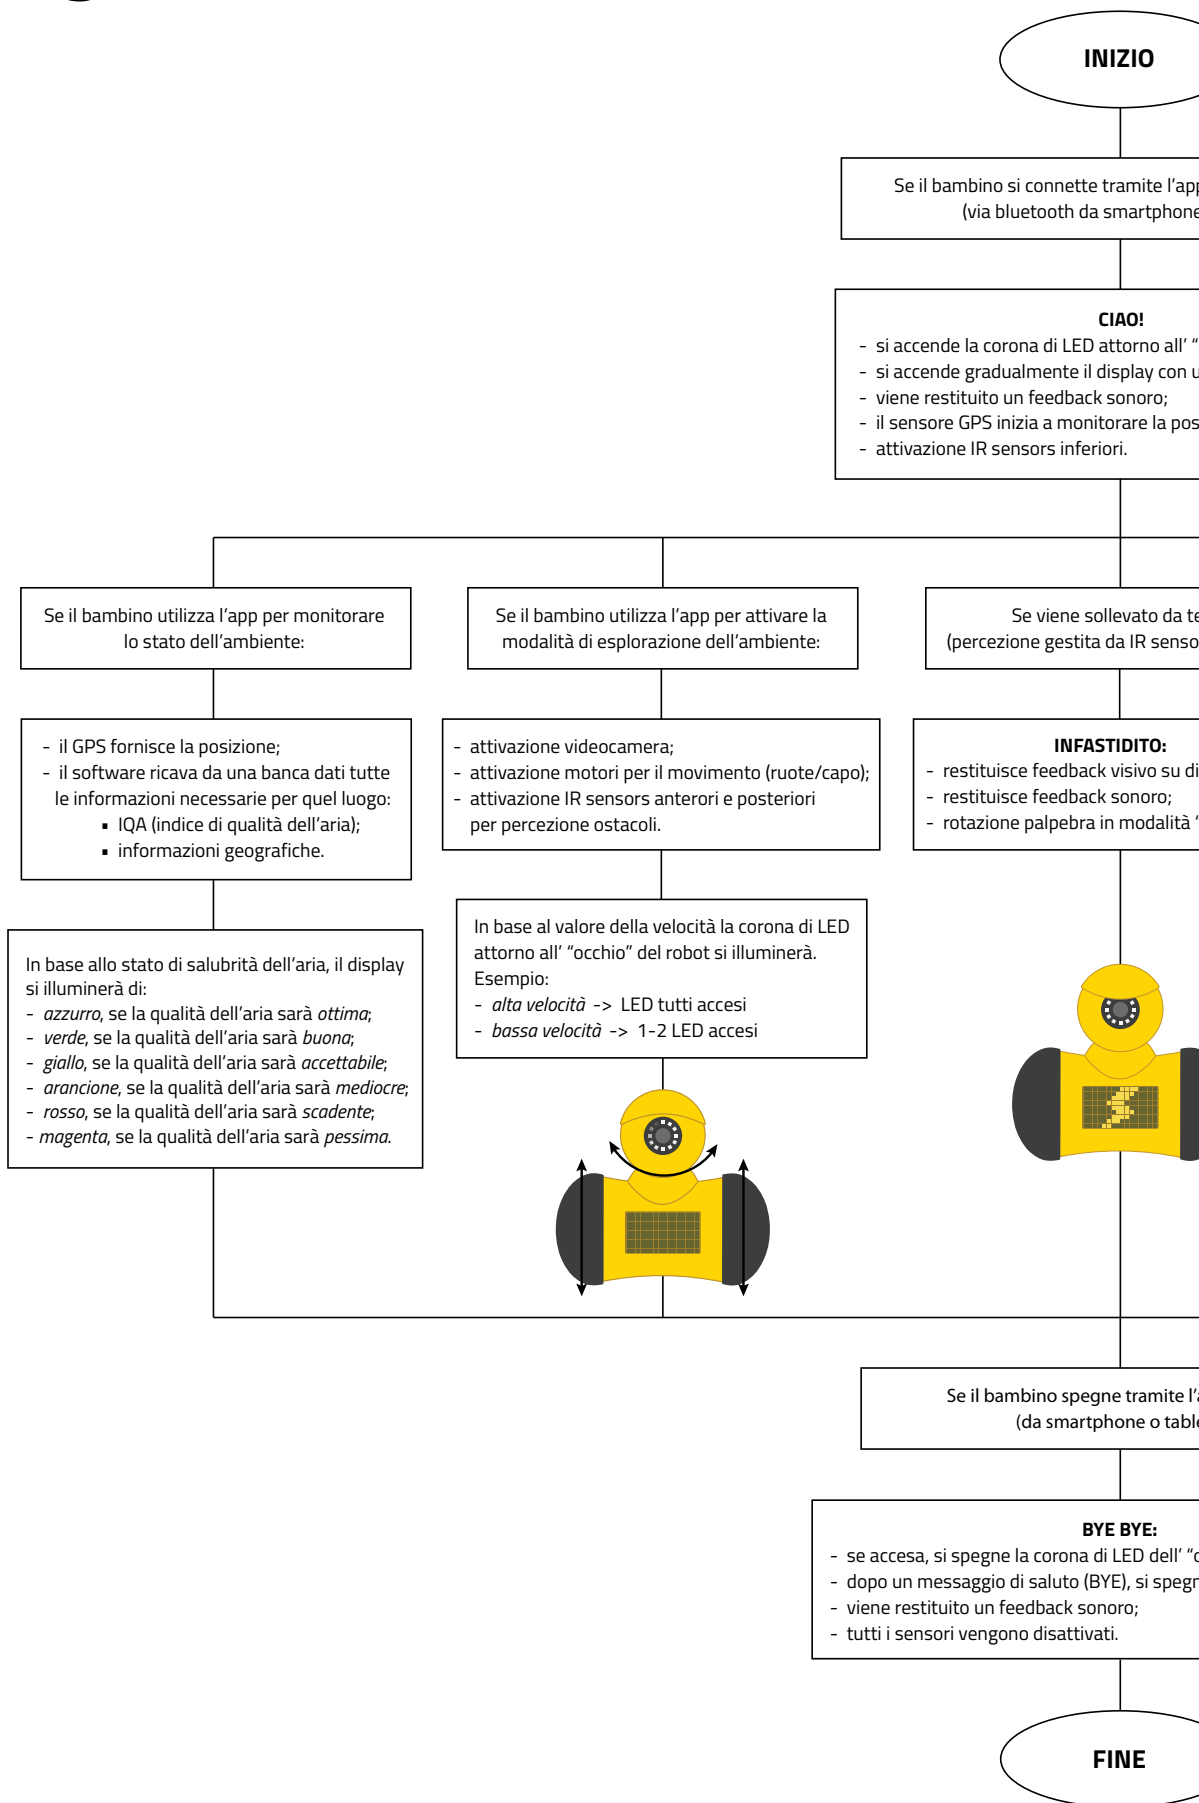 INIZIO
Se il bambino si connette tramite l’app
(via bluetooth da smartphone
CIAO!
- si accende la corona di LED attorno all’ “
- si accende gradualmente il display con u
- viene restituito un feedback sonoro;
- il sensore GPS inizia a monitorare la pos
- attivazione IR sensors inferiori.
Se il bambino utilizza l’app per monitorare
lo stato dell’ambiente:
- il GPS fornisce la posizione;
- il software ricava da una banca dati tutte
le informazioni necessarie per quel luogo:
▪ IQA (indice di qualità dell’aria);
▪ informazioni geografiche.
In base allo stato di salubrità dell’aria, il display
si illuminerà di:
- azzurro, se la qualità dell’aria sarà ottima;
- verde, se la qualità dell’aria sarà buona;
- giallo, se la qualità dell’aria sarà accettabile;
- arancione, se la qualità dell’aria sarà mediocre;
- rosso, se la qualità dell’aria sarà scadente;
- magenta, se la qualità dell’aria sarà pessima.
Se il bambino utilizza l’app per attivare la
modalità di esplorazione dell’ambiente:
- attivazione videocamera;
- attivazione motori per il movimento (ruote/capo);
- attivazione IR sensors anterori e posteriori
per percezione ostacoli.
In base al valore della velocità la corona di LED
attorno all’ “occhio” del robot si illuminerà.
Esempio:
- alta velocità -> LED tutti accesi
- bassa velocità -> 1-2 LED accesi
Se viene sollevato da te
(percezione gestita da IR senso
INFASTIDITO:
- restituisce feedback visivo su di
- restituisce feedback sonoro;
- rotazione palpebra in modalità “
Se il bambino spegne tramite l’a
(da smartphone o table
BYE BYE:
- se accesa, si spegne la corona di LED dell’ “o
- dopo un messaggio di saluto (BYE), si spegn
- viene restituito un feedback sonoro;
- tutti i sensori vengono disattivati.
FINE